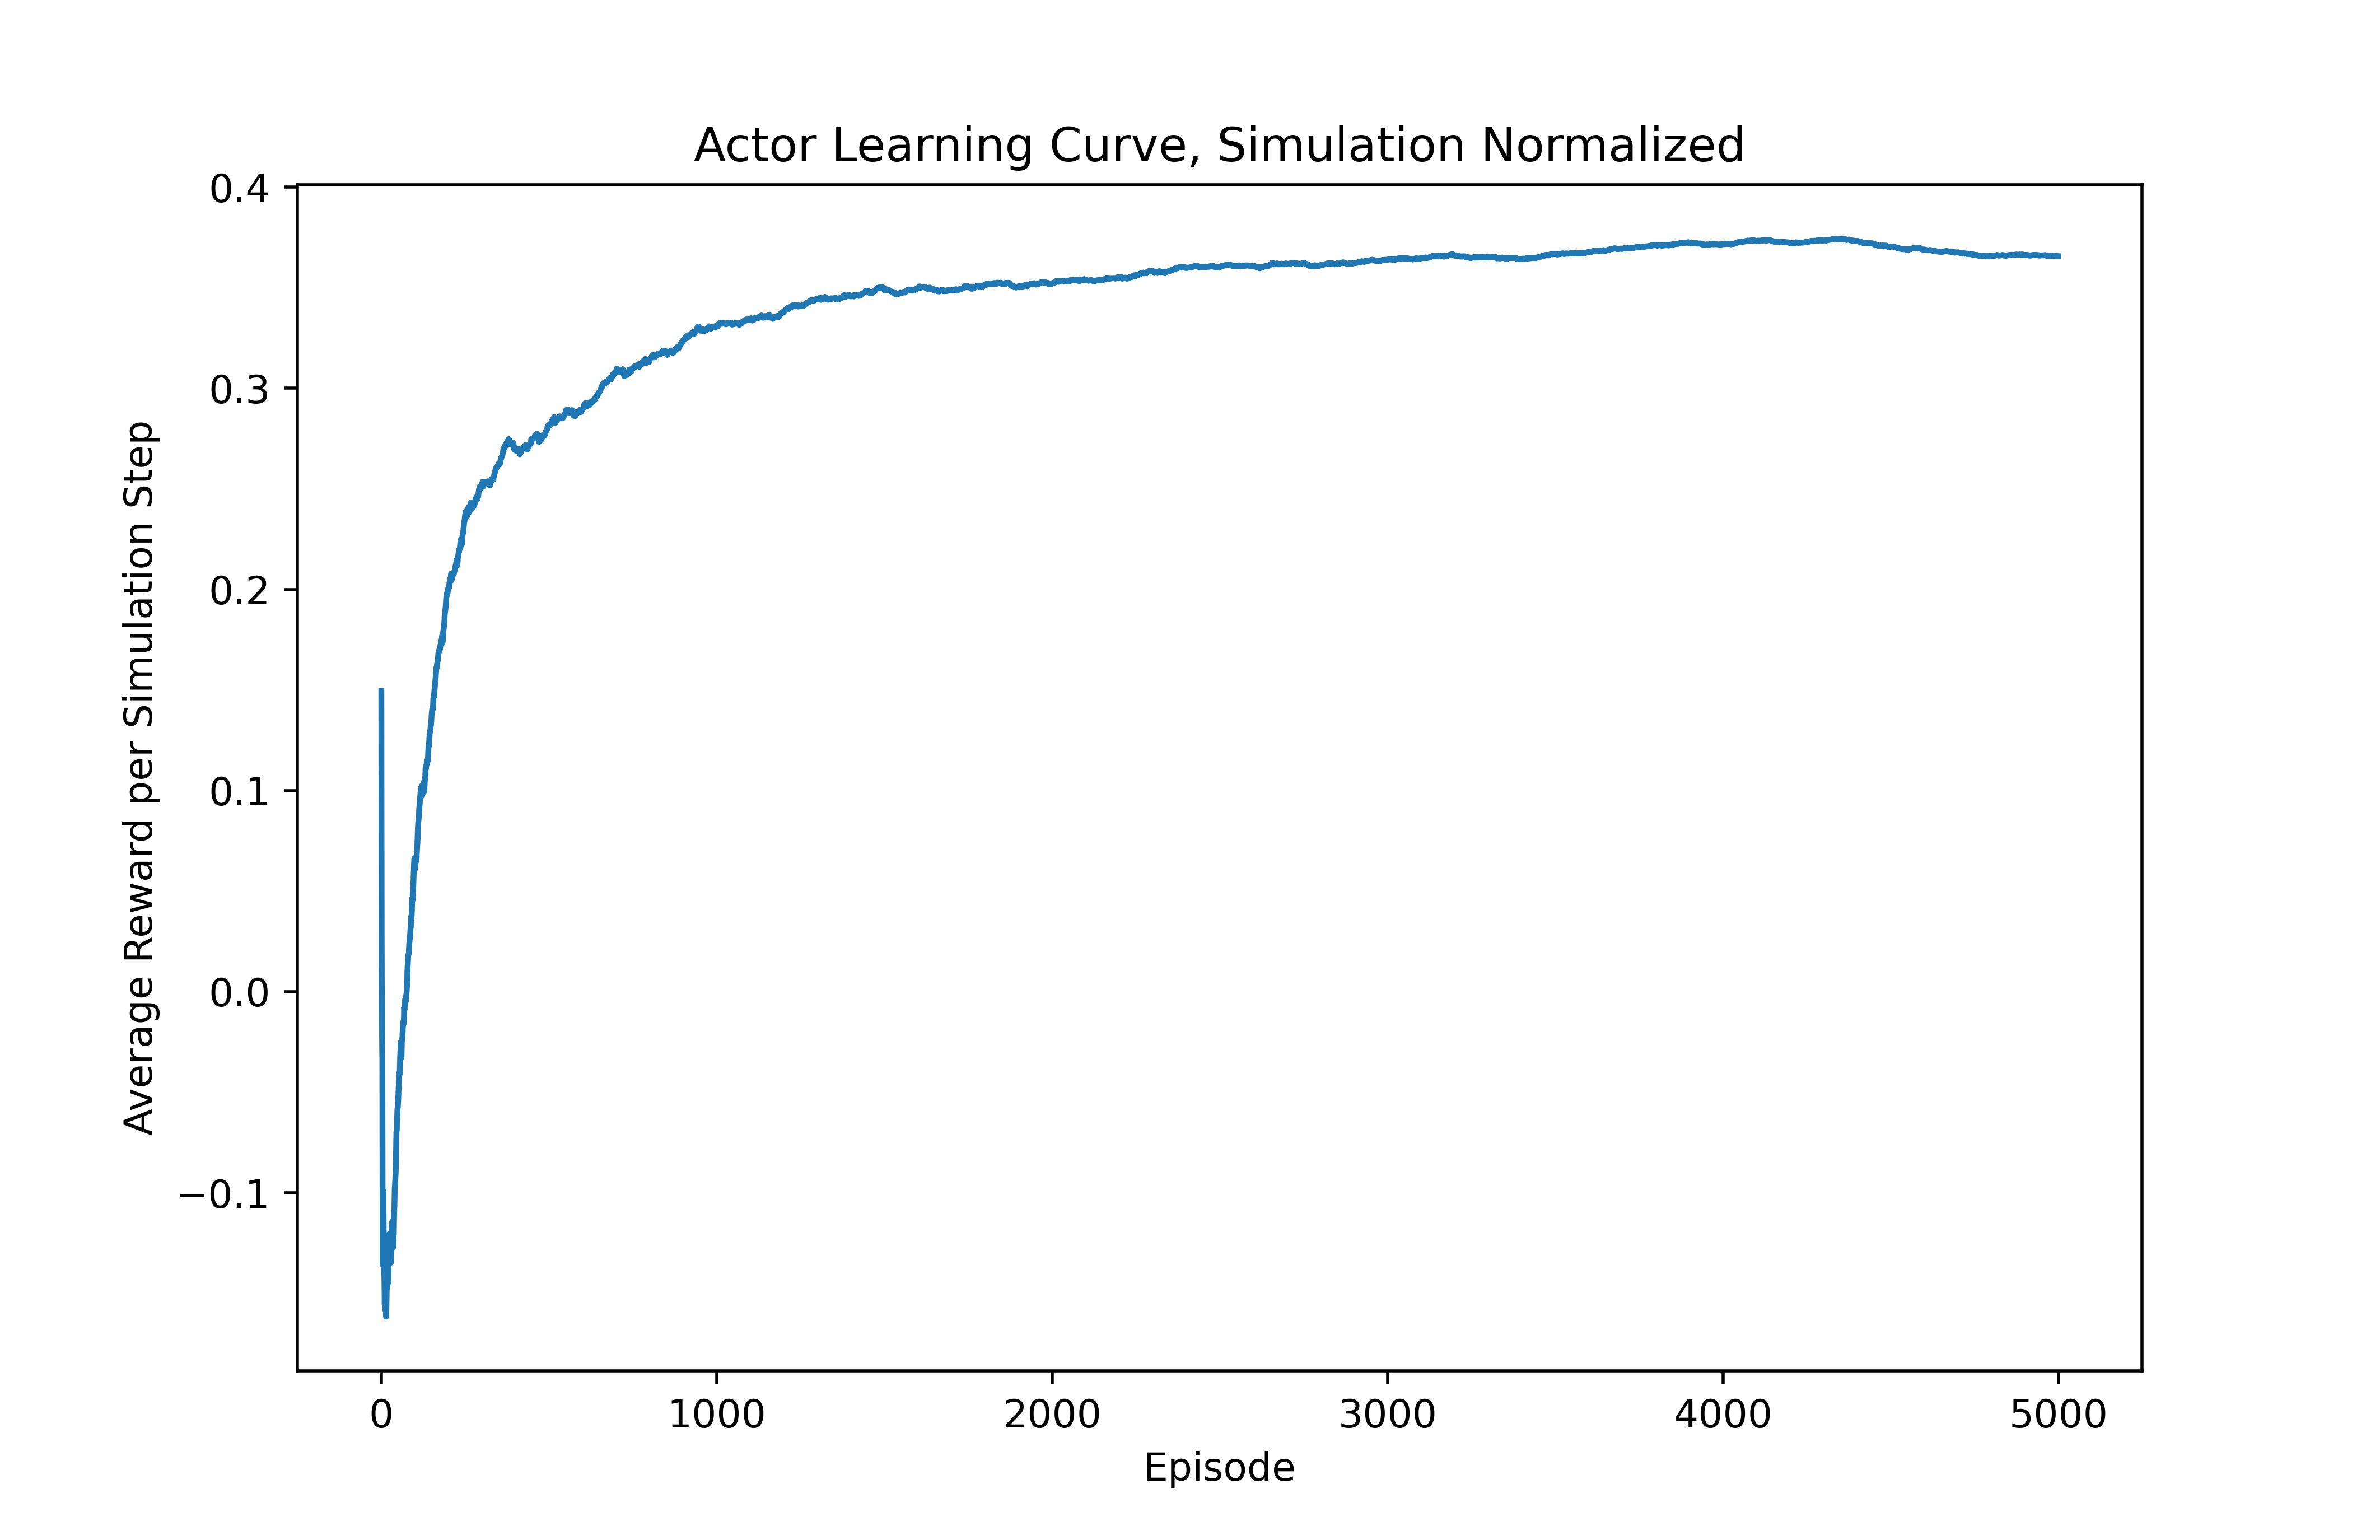 Actor Learning Curve, Simulation Normalized
0.4
0.3
0.2
0.1
0.0
−0.1
Average Reward per Simulation Step
0 1000 2000 3000 4000 5000
Episode